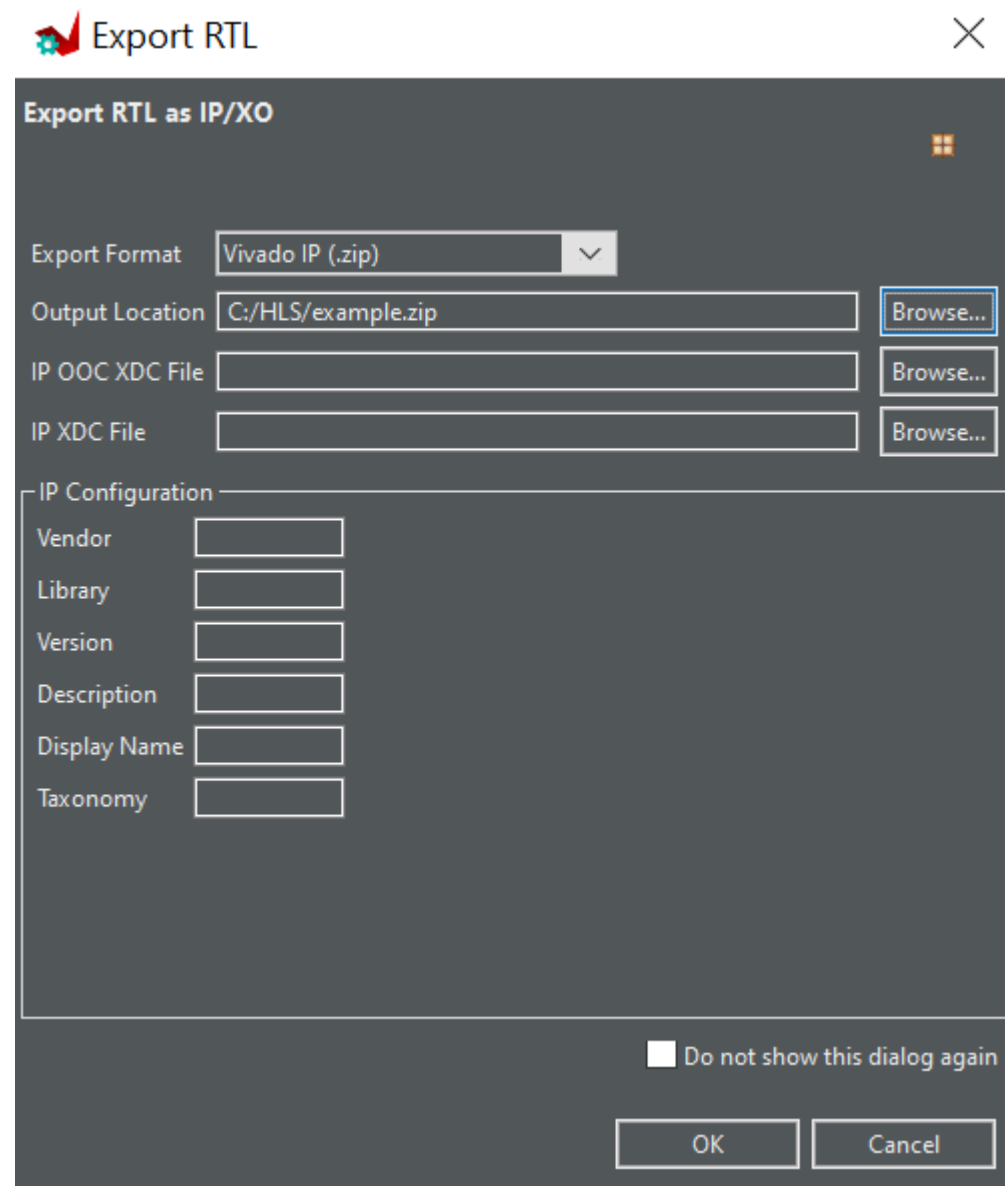 Export RTL
Export RTL as IP/XO
Export Format Vivado IP (.zip)
Output Location C:/HLS/example.zip Browse...
IP OOC XDC File Browse...
IP XDC File Browse...
IP Configuration
Vendor
Library
Version
Description
Display Name
Taxonomy
Do not show this dialog again
OK Cancel